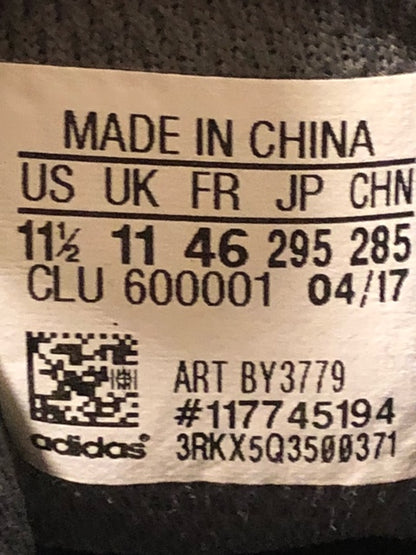 MADE IN CHINA
US UK FR JP CHN
11½ 11 46 295 285
CLU 600001 04/17
ART BY3779
#117745194
adidas® 3RKX5Q3500371